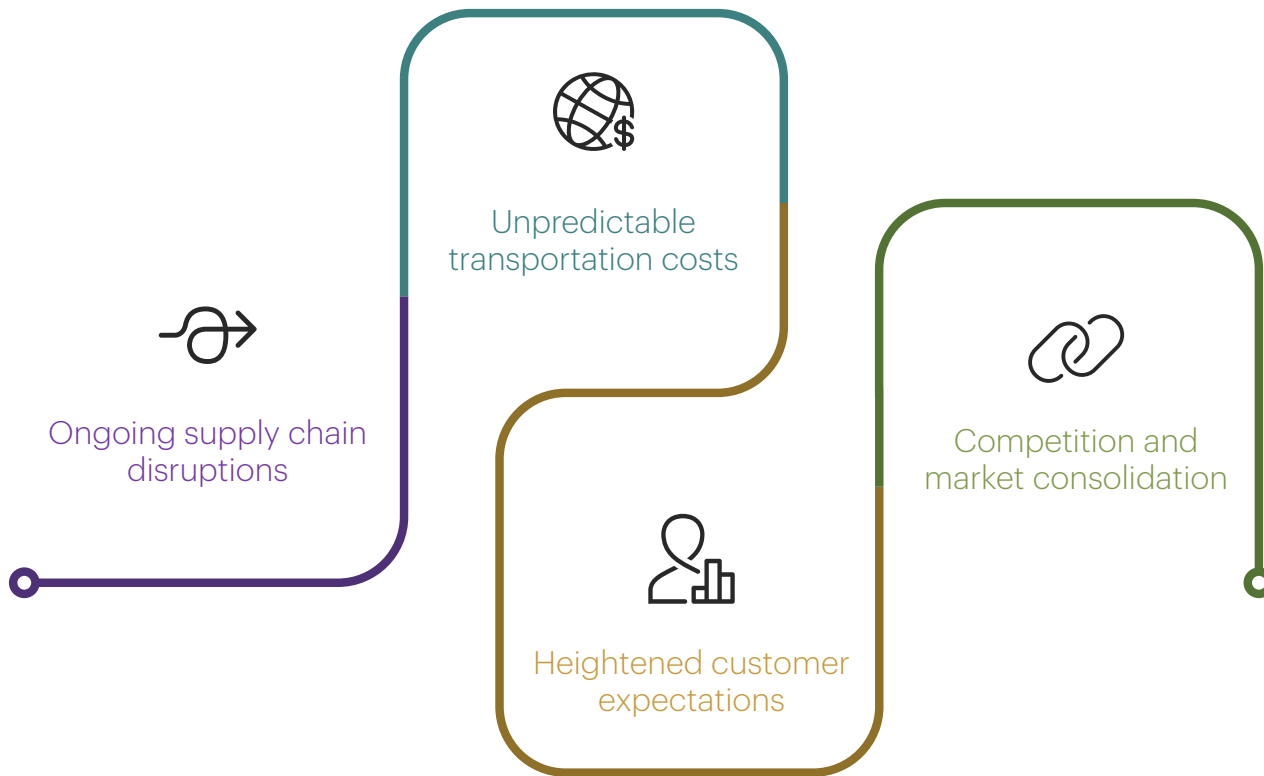 Ongoing supply chain
disruptions
$
Unpredictable
transportation costs
Heightened customer
expectations
Competition and
market consolidation